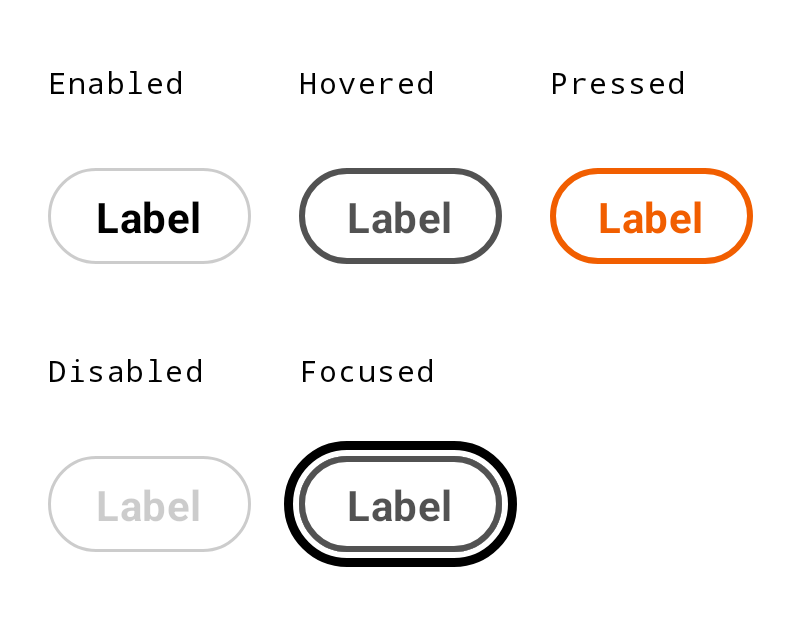 Enabled
Hovered
Pressed
Label
Label
Label
Disabled
Focused
Label
Label